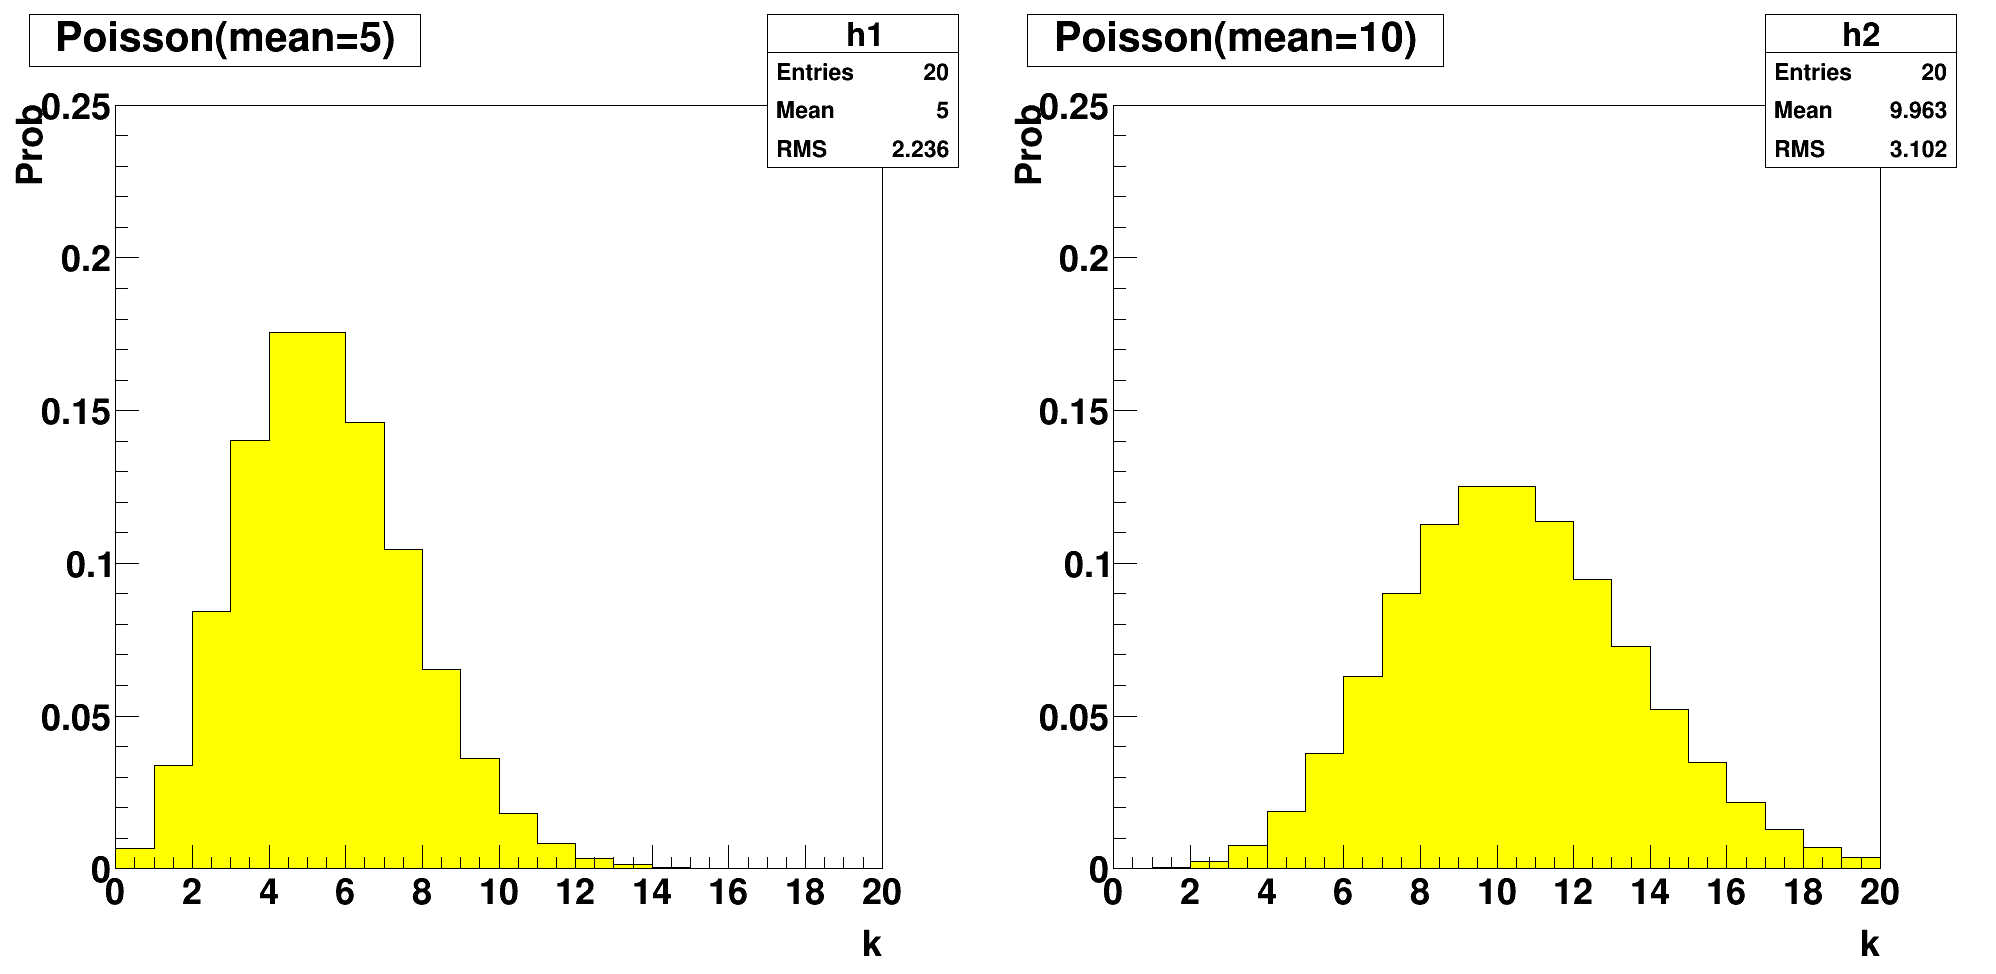 Poisson(mean=5)
h1
Entries 20
Mean 5
RMS 2.236
Prob
0.25
0.2
0.15
0.1
0.05
0
0 2 4 6 8 10 12 14 16 18 20
k
Poisson(mean=10)
h2
Entries 20
Mean 9.963
RMS 3.102
Prob
0.25
0.2
0.15
0.1
0.05
0
0 2 4 6 8 10 12 14 16 18 20
k